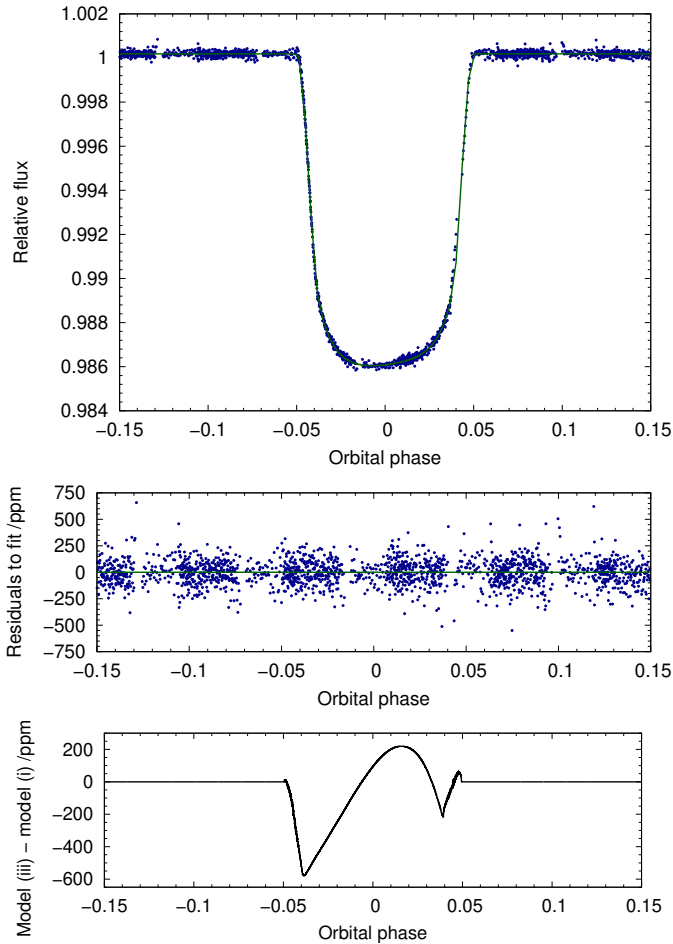 1.002
1
0.998
0.996
0.994
0.992
0.99
0.988
0.986
0.984
Relative flux
−0.15 −0.1 −0.05 0 0.05 0.1 0.15
Orbital phase
750
500
250
0
−250
−500
−750
Residuals to fit /ppm
−0.15 −0.1 −0.05 0 0.05 0.1 0.15
Orbital phase
200
0
−200
−400
−600
Model (iii) − model (i) /ppm
−0.15 −0.1 −0.05 0 0.05 0.1 0.15
Orbital phase